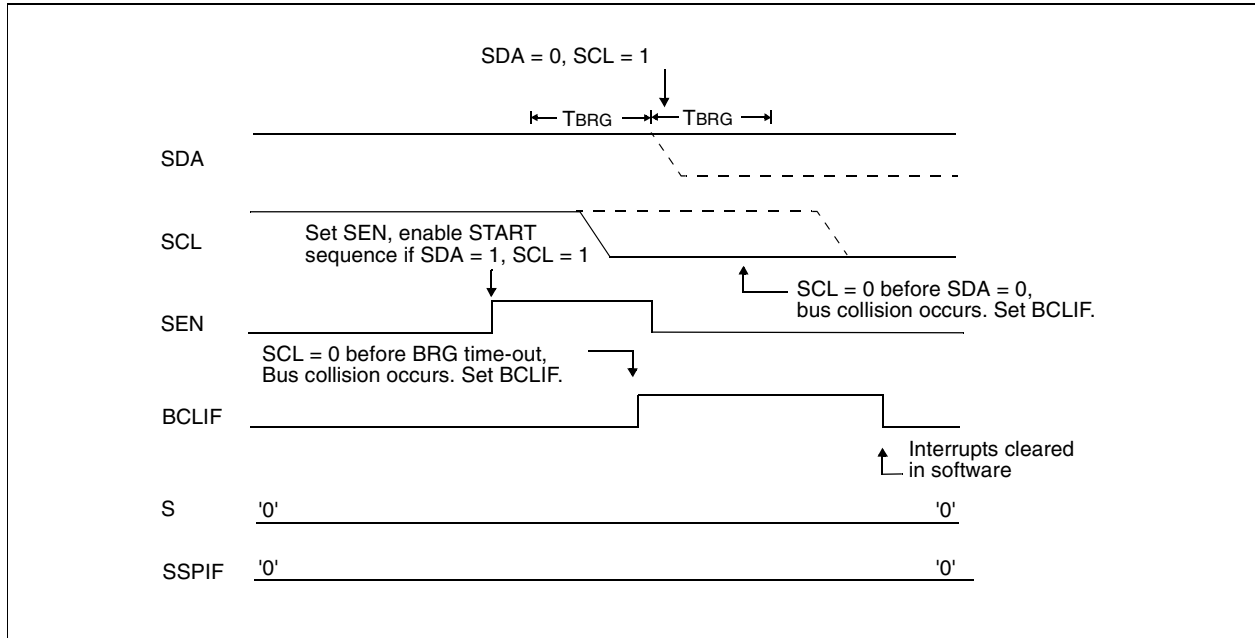 SDA = 0, SCL = 1
TBRG TBRG
SDA
SCL
Set SEN, enable START
sequence if SDA = 1, SCL = 1
SCL = 0 before SDA = 0,
bus collision occurs. Set BCLIF.
SEN
SCL = 0 before BRG time-out,
Bus collision occurs. Set BCLIF.
BCLIF
Interrupts cleared
in software
S '0' '0'
SSPIF '0' '0'